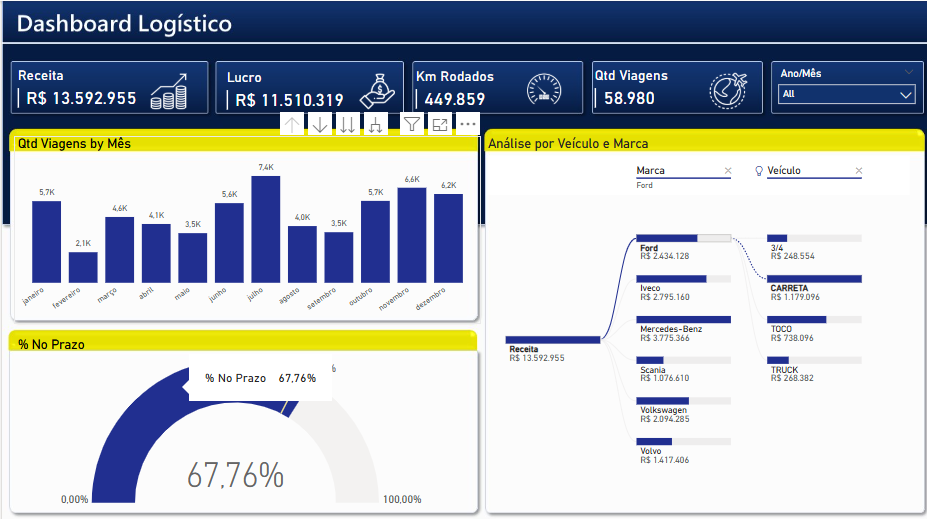 Dashboard Logístico
Receita
R$ 13.592.955
Lucro
R$ 11.510.319
Km Rodados
449.859
Qtd Viagens
58.980
Ano/Mês
All
Qtd Viagens by Mês
5,7K
2,1K
4,6K
4,1K
3,5K
5,6K
7,4K
4,0K
3,5K
5,7K
6,6K
6,2K
janeiro
fevereiro
março
abril
maio
junho
julho
agosto
setembro
outubro
novembro
dezembro
% No Prazo
% No Prazo 67,76%
%
67,76%
0,00%
100,00%
Análise por Veículo e Marca
Marca
Ford
Veículo
Receita
R$ 13.592.955
Ford
R$ 2.434.128
Iveco
R$ 2.795.160
Mercedes-Benz
R$ 3.775.366
Scania
R$ 1.076.610
Volkswagen
R$ 2.094.285
Volvo
R$ 1.417.406
3/4
R$ 248.554
CARRETA
R$ 1.179.096
TOCO
R$ 738.096
TRUCK
R$ 268.382